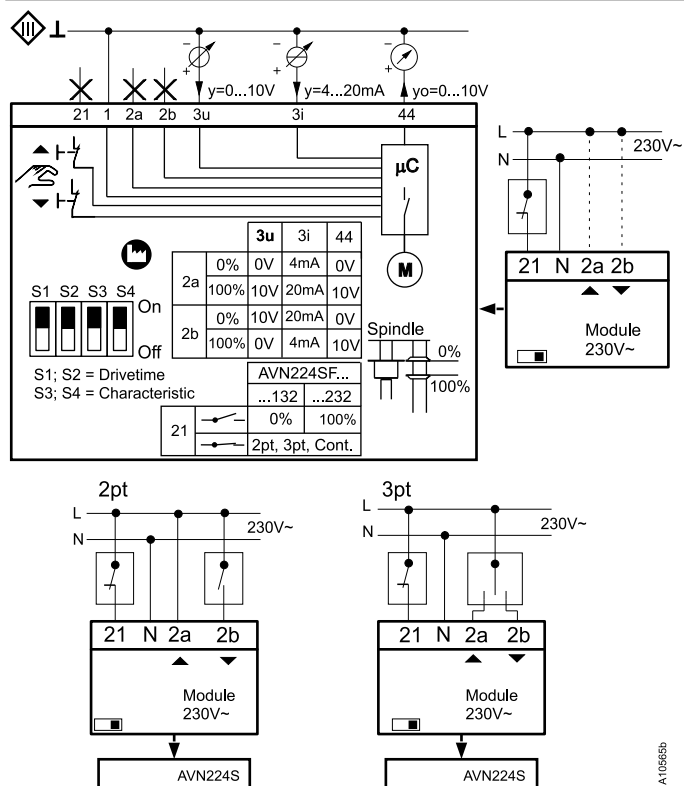 III
− − −
+ + +
y=0...10V y=4...20mA yo=0...10V
21 1 2a 2b 3u 3i 44
µC
M
3u 3i 44
2a 0% 0V 4mA 0V
100% 10V 20mA 10V
2b 0% 10V 20mA 0V
100% 0V 4mA 10V
S1 S2 S3 S4
On
Off
S1; S2 = Drivetime
S3; S4 = Characteristic
Spindle
0%
100%
AVN224SF...
...132 ...232
21 0% 100%
2pt, 3pt, Cont.
L
N
230V~
21 N 2a 2b
Module
230V~
2pt
L
N
230V~
21 N 2a 2b
Module
230V~
AVN224S
3pt
L
N
230V~
21 N 2a 2b
Module
230V~
AVN224S
A10565b